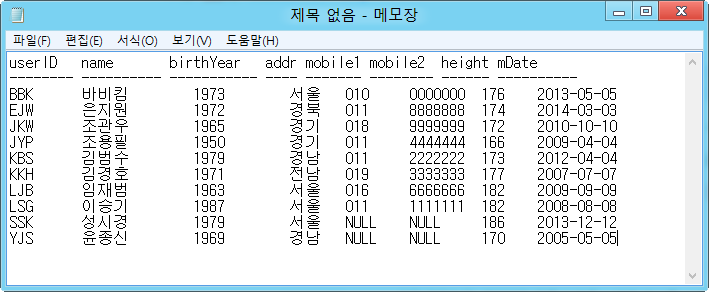 제목 없음 - 메모장
파일(F) 편집(E) 서식(O) 보기(V) 도움말(H)
userID name birthYear addr mobile1 mobile2 height mDate
-------- ---------- ----------- ---- ------- -------- ------ ----------
BBK 바비킴 1973 서울 010 0000000 176 2013-05-05
EJW 은지원 1972 경북 011 8888888 174 2014-03-03
JKW 조관우 1965 경기 018 9999999 172 2010-10-10
JYP 조용필 1950 경기 011 4444444 166 2009-04-04
KBS 김범수 1979 경남 011 2222222 173 2012-04-04
KKH 김경호 1971 전남 019 3333333 177 2007-07-07
LJB 임재범 1963 서울 016 6666666 182 2009-09-09
LSG 이승기 1987 서울 011 1111111 182 2008-08-08
SSK 성시경 1979 서울 NULL NULL 186 2013-12-12
YJS 윤종신 1969 경남 NULL NULL 170 2005-05-05